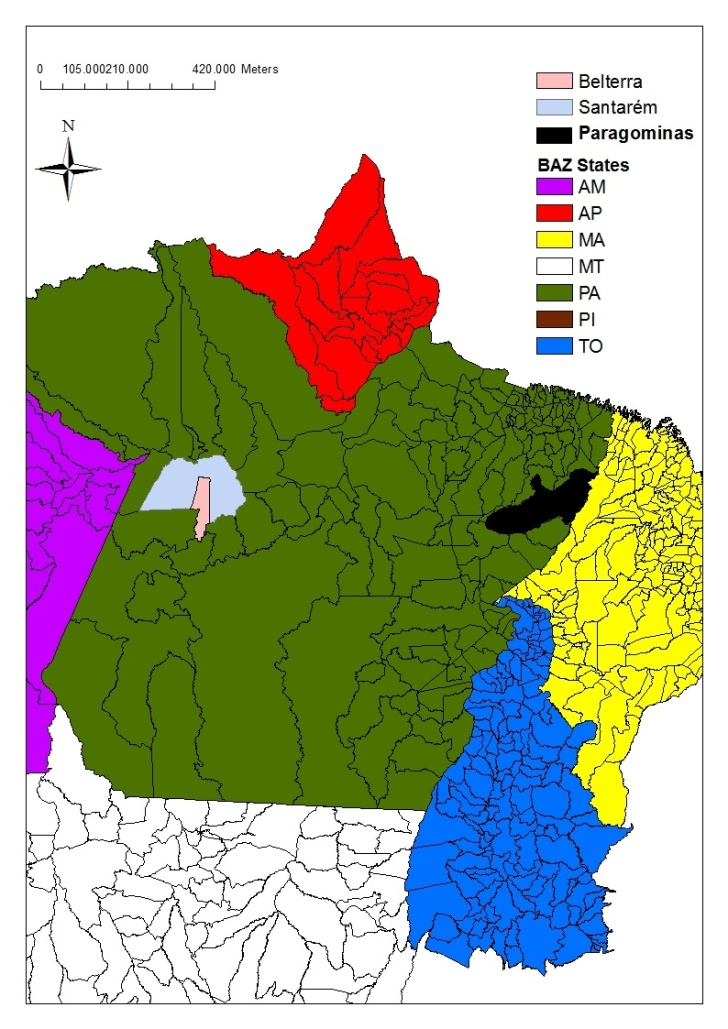 0 105.000210.000 420.000 Meters
N
Belterra
Santarém
Paragominas
BAZ States
AM
AP
MA
MT
PA
PI
TO